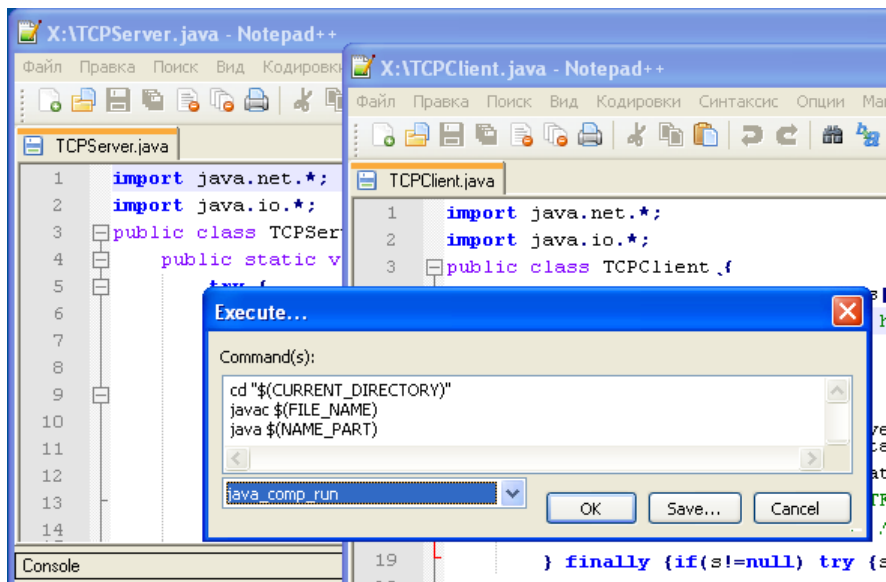 X:\TCPServer.java - Notepad++
Файл Правка Поиск Вид Кодировки
TCPServer.java
1 import java.net.*;
2 import java.io.*;
3 public class TCPSer
4 public static v
5 try {
6
7
8
9
10
11
12
13
14
Console
X:\TCPClient.java - Notepad++
Файл Правка Поиск Вид Кодировки Синтаксис Опции
TCPClient.java
1 import java.net.*;
2 import java.io.*;
3 public class TCPClient {
19 } finally {if(s!=null) try {s
Execute...
Command(s):
cd "$(CURRENT_DIRECTORY)"
javac $(FILE_NAME)
java $(NAME_PART)
java_comp_run
OK Save... Cancel